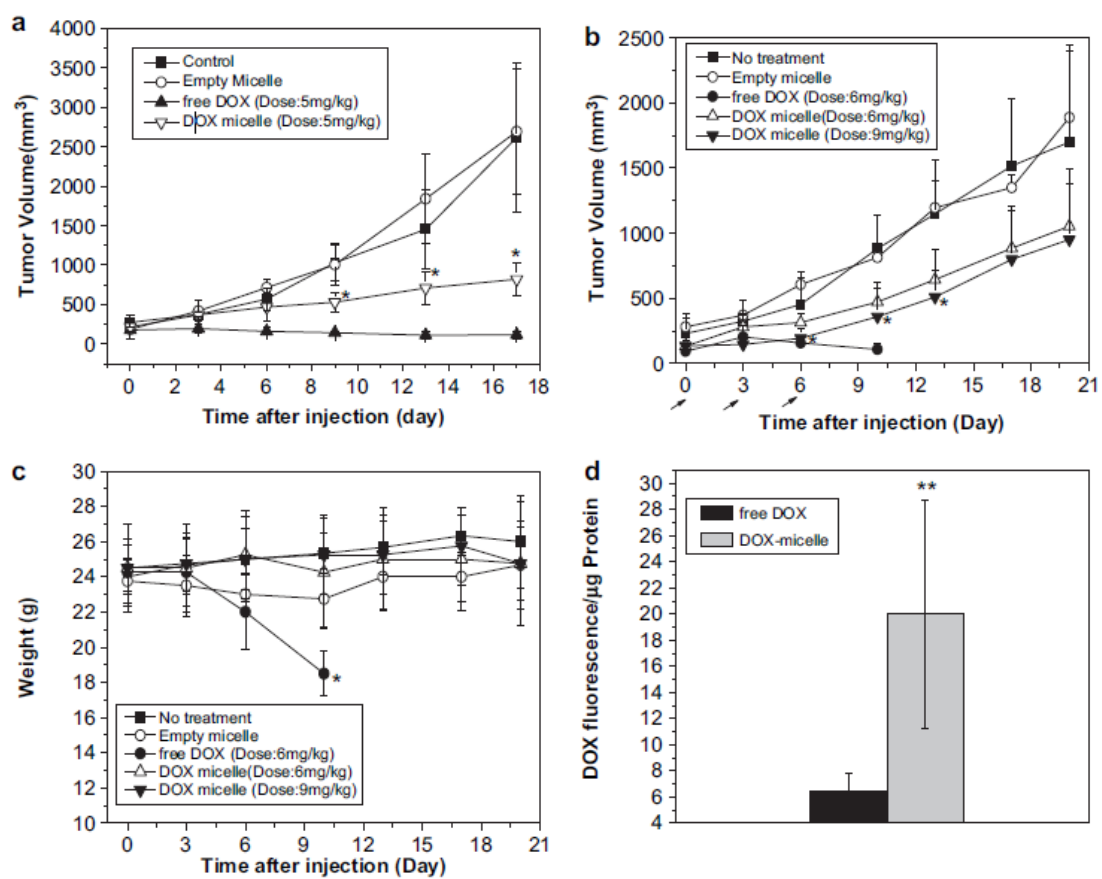 a
4000
3500
3000
2500
2000
1500
1000
500
0
Tumor Volume(mm³)
Control
Empty Micelle
free DOX (Dose:5mg/kg)
DOX micelle (Dose:5mg/kg)
*
*
*
0 2 4 6 8 10 12 14 16 18
Time after injection (day)
b
2500
2000
1500
1000
500
0
Tumor Volume (mm³)
No treatment
Empty micelle
free DOX (Dose:6mg/kg)
DOX micelle(Dose:6mg/kg)
DOX micelle (Dose:9mg/kg)
*
*
*
0 3 6 9 12 15 18 21
Time after injection (Day)
c
30
28
26
24
22
20
18
16
14
12
10
Weight (g)
*
No treatment
Empty micelle
free DOX (Dose:6mg/kg)
DOX micelle(Dose:6mg/kg)
DOX micelle (Dose:9mg/kg)
0 3 6 9 12 15 18 21
Time after injection (Day)
d
30
28
26
24
22
20
18
16
14
12
10
8
6
4
DOX fluorescence/µg Protein
free DOX
DOX-micelle
**